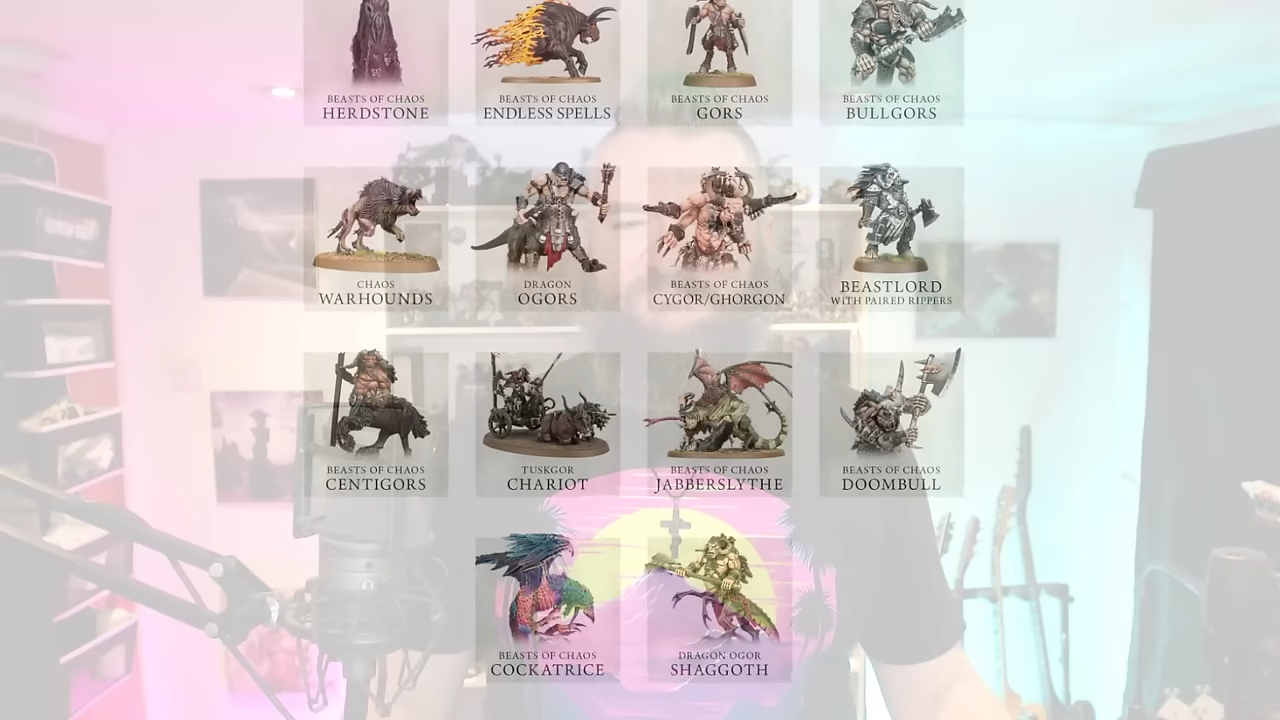 BEASTS OF CHAOS
HERDSTONE
BEASTS OF CHAOS
ENDLESS SPELLS
BEASTS OF CHAOS
GORS
BEASTS OF CHAOS
BULLGORS
CHAOS
WARHOUNDS
DRAGON
OGORS
BEASTS OF CHAOS
CYGOR/GHORGON
BEASTLORD
WITH PAIRED RIPPERS
BEASTS OF CHAOS
CENTIGORS
TUSKGOR
CHARIOT
BEASTS OF CHAOS
JABBERSLYTHE
BEASTS OF CHAOS
DOOMBULL
BEASTS OF CHAOS
COCKATRICE
DRAGON OGOR
SHAGGOTH